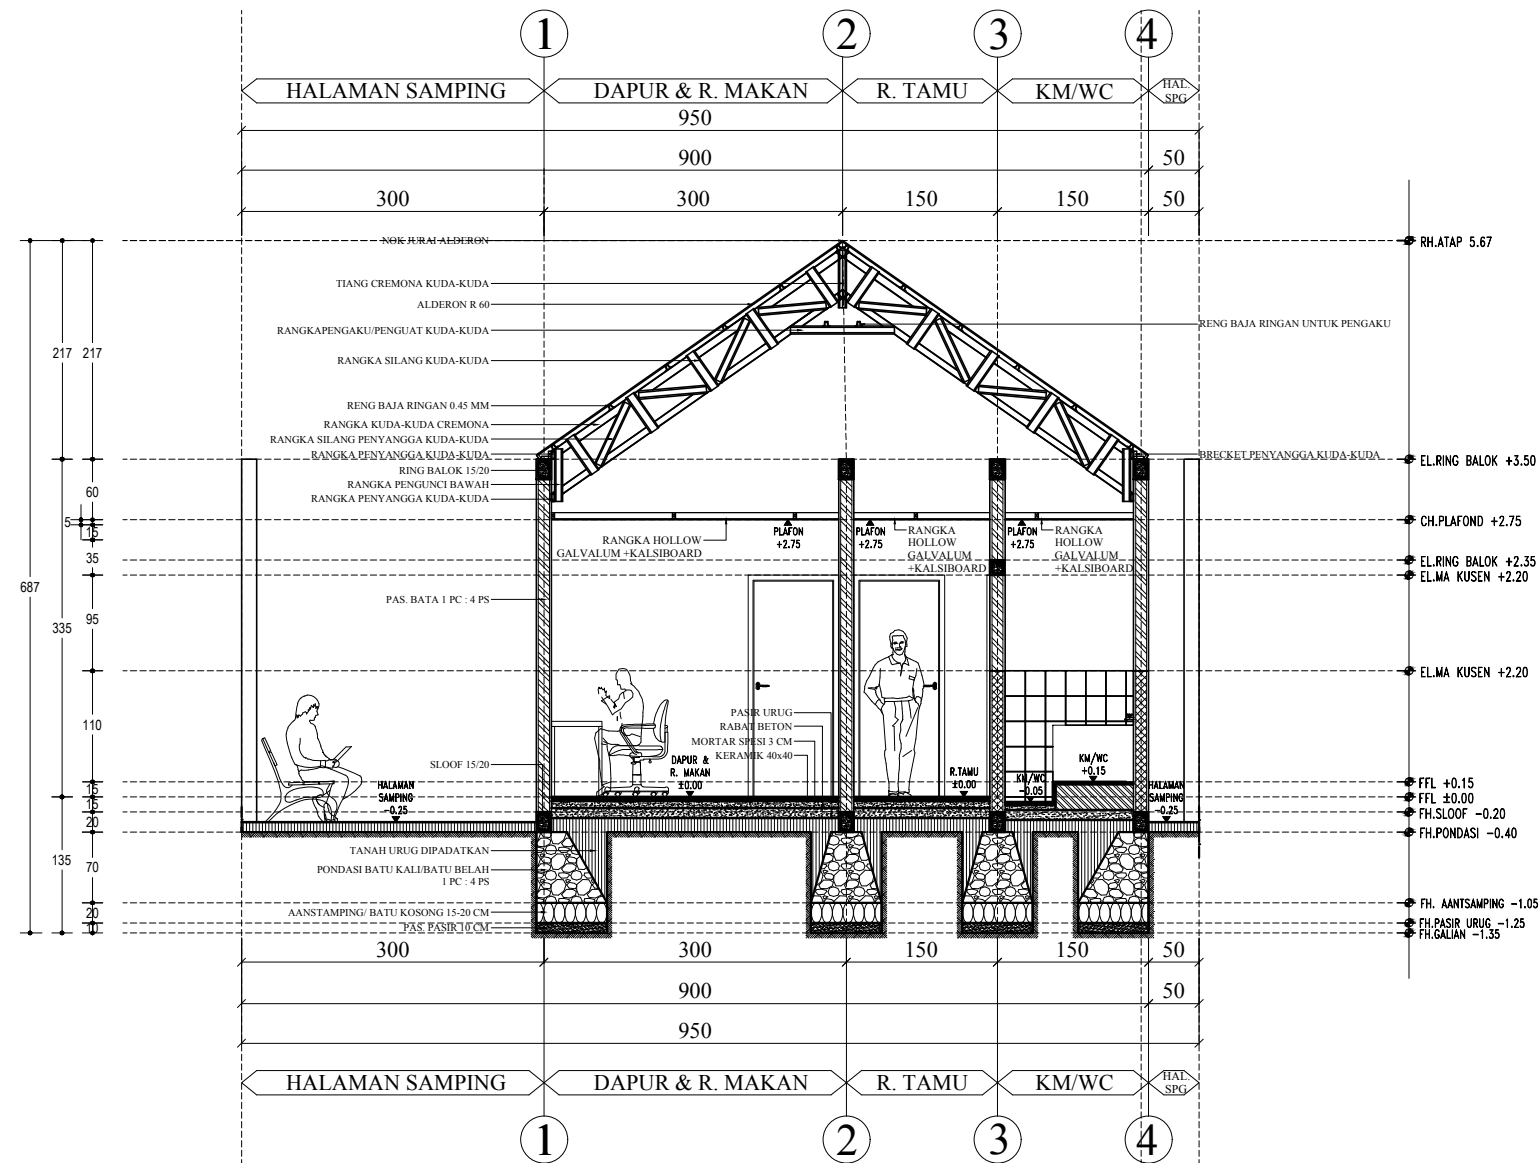 1
2
3
4
HALAMAN SAMPING
DAPUR & R. MAKAN
R. TAMU
KM/WC
HAL.
SPG
950
900
50
300
300
150
150
50
NOK JURAI ALDERON
RH.ATAP 5.67
TIANG CREMONA KUDA-KUDA
ALDERON R 60
RANGKAPENGAKU/PENGUAT KUDA-KUDA
RENG BAJA RINGAN UNTUK PENGAKU
217
217
RANGKA SILANG KUDA-KUDA
RENG BAJA RINGAN 0.45 MM
RANGKA KUDA-KUDA CREMONA
RANGKA SILANG PENYANGGA KUDA-KUDA
RANGKA PENYANGGA KUDA-KUDA
BRECKET PENYANGGA KUDA-KUDA
EL.RING BALOK +3.50
RING BALOK 15/20
RANGKA PENGUNCI BAWAH
RANGKA PENYANGGA KUDA-KUDA
60
5
15
CH.PLAFOND +2.75
PLAFON
+2.75
PLAFON
+2.75
PLAFON
+2.75
RANGKA HOLLOW
GALVALUM +KALSIBOARD
RANGKA
HOLLOW
GALVALUM
+KALSIBOARD
RANGKA
HOLLOW
GALVALUM
+KALSIBOARD
35
EL.RING BALOK +2.35
EL.MA KUSEN +2.20
687
335
95
PAS. BATA 1 PC : 4 PS
EL.MA KUSEN +2.20
110
PASIR URUG
RABAT BETON
MORTAR SPESI 3 CM
KERAMIK 40x40
SLOOF 15/20
DAPUR &
R. MAKAN
±0.00
R.TAMU
±0.00
KM/WC
-0.05
KM/WC
+0.15
HALAMAN
SAMPING
-0.25
HALAMAN
SAMPING
-0.25
15
15
20
FFL +0.15
FFL ±0.00
FH.SLOOF -0.20
FH.PONDASI -0.40
135
70
20
10
TANAH URUG DIPADATKAN
PONDASI BATU KALI/BATU BELAH
1 PC : 4 PS
AANSTAMPING/ BATU KOSONG 15-20 CM
PAS. PASIR 10 CM
FH. AANTSAMPING -1.05
FH.PASIR URUG -1.25
FH.GALIAN -1.35
300
300
150
150
50
900
50
950
HALAMAN SAMPING
DAPUR & R. MAKAN
R. TAMU
KM/WC
HAL.
SPG
1
2
3
4